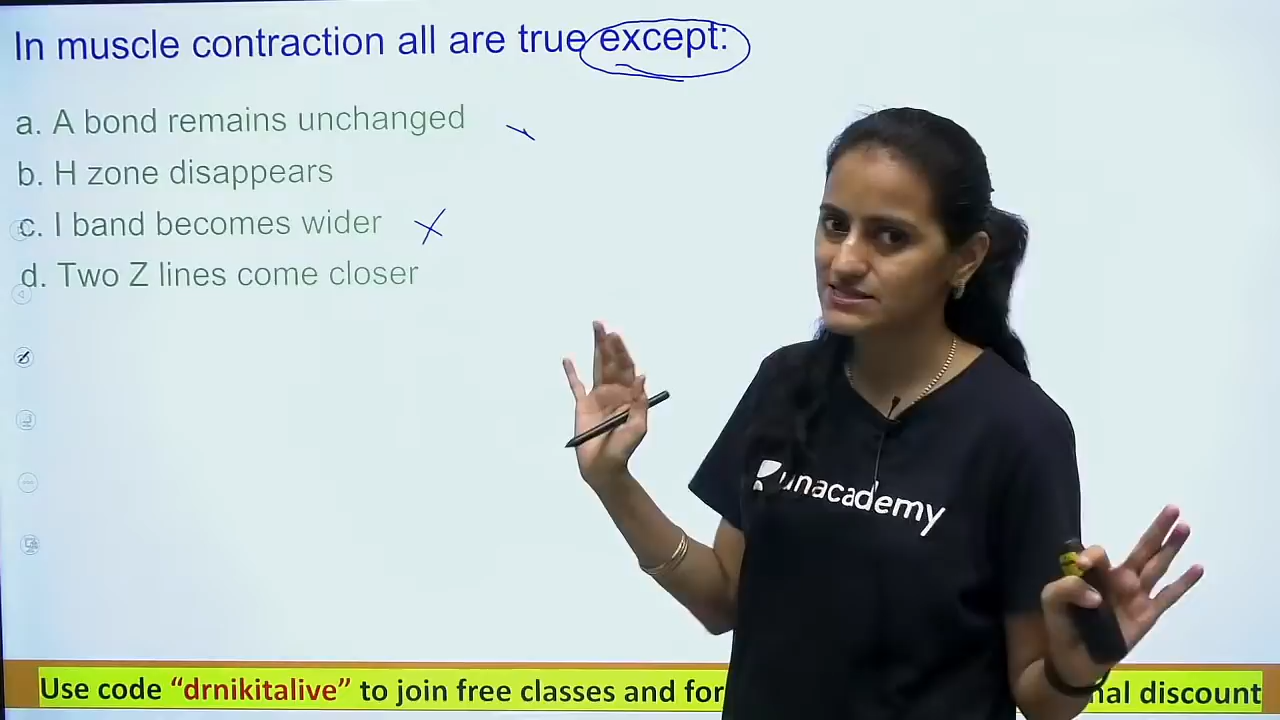 In muscle contraction all are true except:
a. A bond remains unchanged
b. H zone disappears
c. I band becomes wider
d. Two Z lines come closer
unacademy
Use code “drnikitalive” to join free classes and for
nal discount